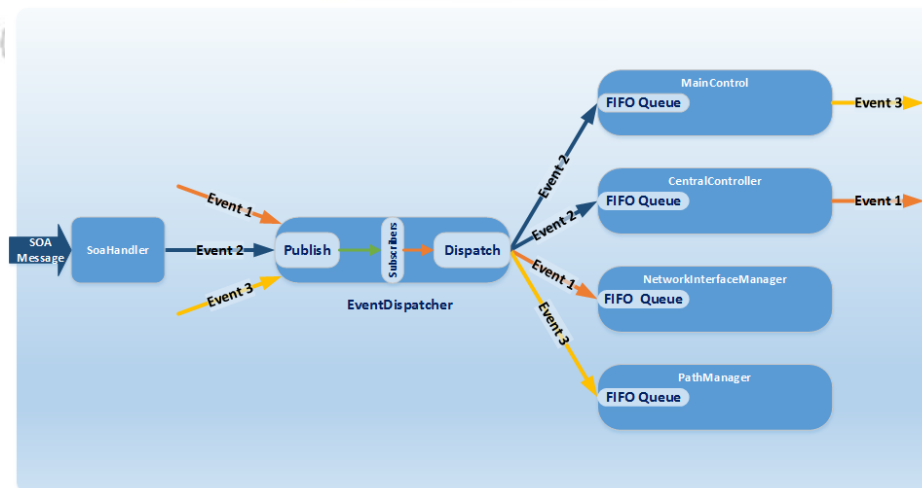 MainControl
FIFO Queue
Event 3
Event 2
CentralController
FIFO Queue
Event 1
Event 2
Event 1
SOA
Message
SoaHandler
Event 2
Publish
Subscribers
Dispatch
Event 3
EventDispatcher
Event 1
NetworkInterfaceManager
FIFO Queue
Event 3
PathManager
FIFO Queue